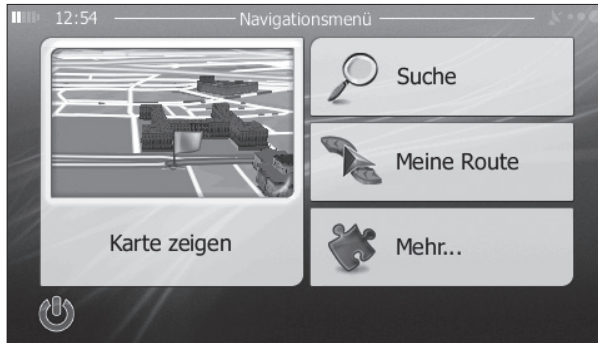 12:54 Navigationsmenü
Suche
Meine Route
Karte zeigen
Mehr...